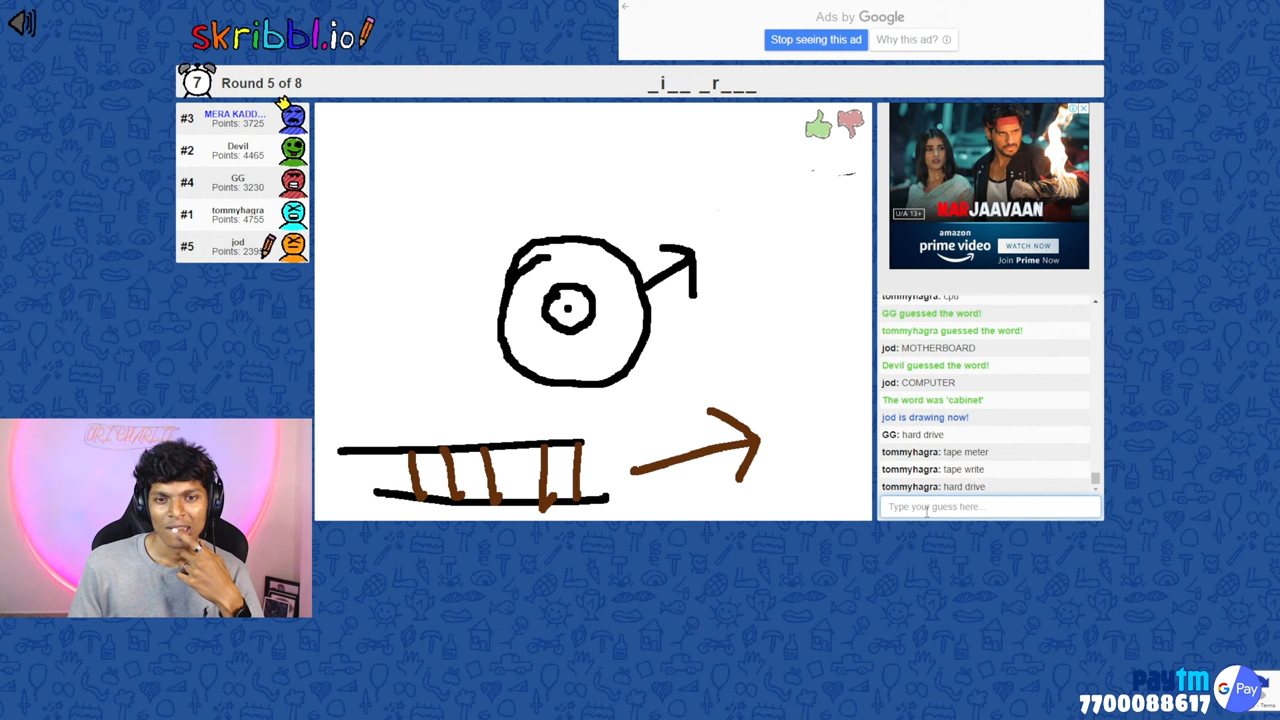 skribbl.io
Ads by Google
Stop seeing this ad
Why this ad?
7
Round 5 of 8
_i__ _r___
#3
MERA KADD...
Points: 3725
#2
Devil
Points: 4465
#4
GG
Points: 3230
#1
tommyhagra
Points: 4755
#5
jod
U/A 13+
MARJAAVAAN
amazon
prime video
WATCH NOW
Join Prime Now
tommyhagra: cpu
GG guessed the word!
tommyhagra guessed the word!
jod: MOTHERBOARD
Devil guessed the word!
jod: COMPUTER
The word was 'cabinet'
jod is drawing now!
GG: hard drive
tommyhagra: tape meter
tommyhagra: tape write
tommyhagra: hard drive
Type your guess here...
paytm
G Pay
7700088617